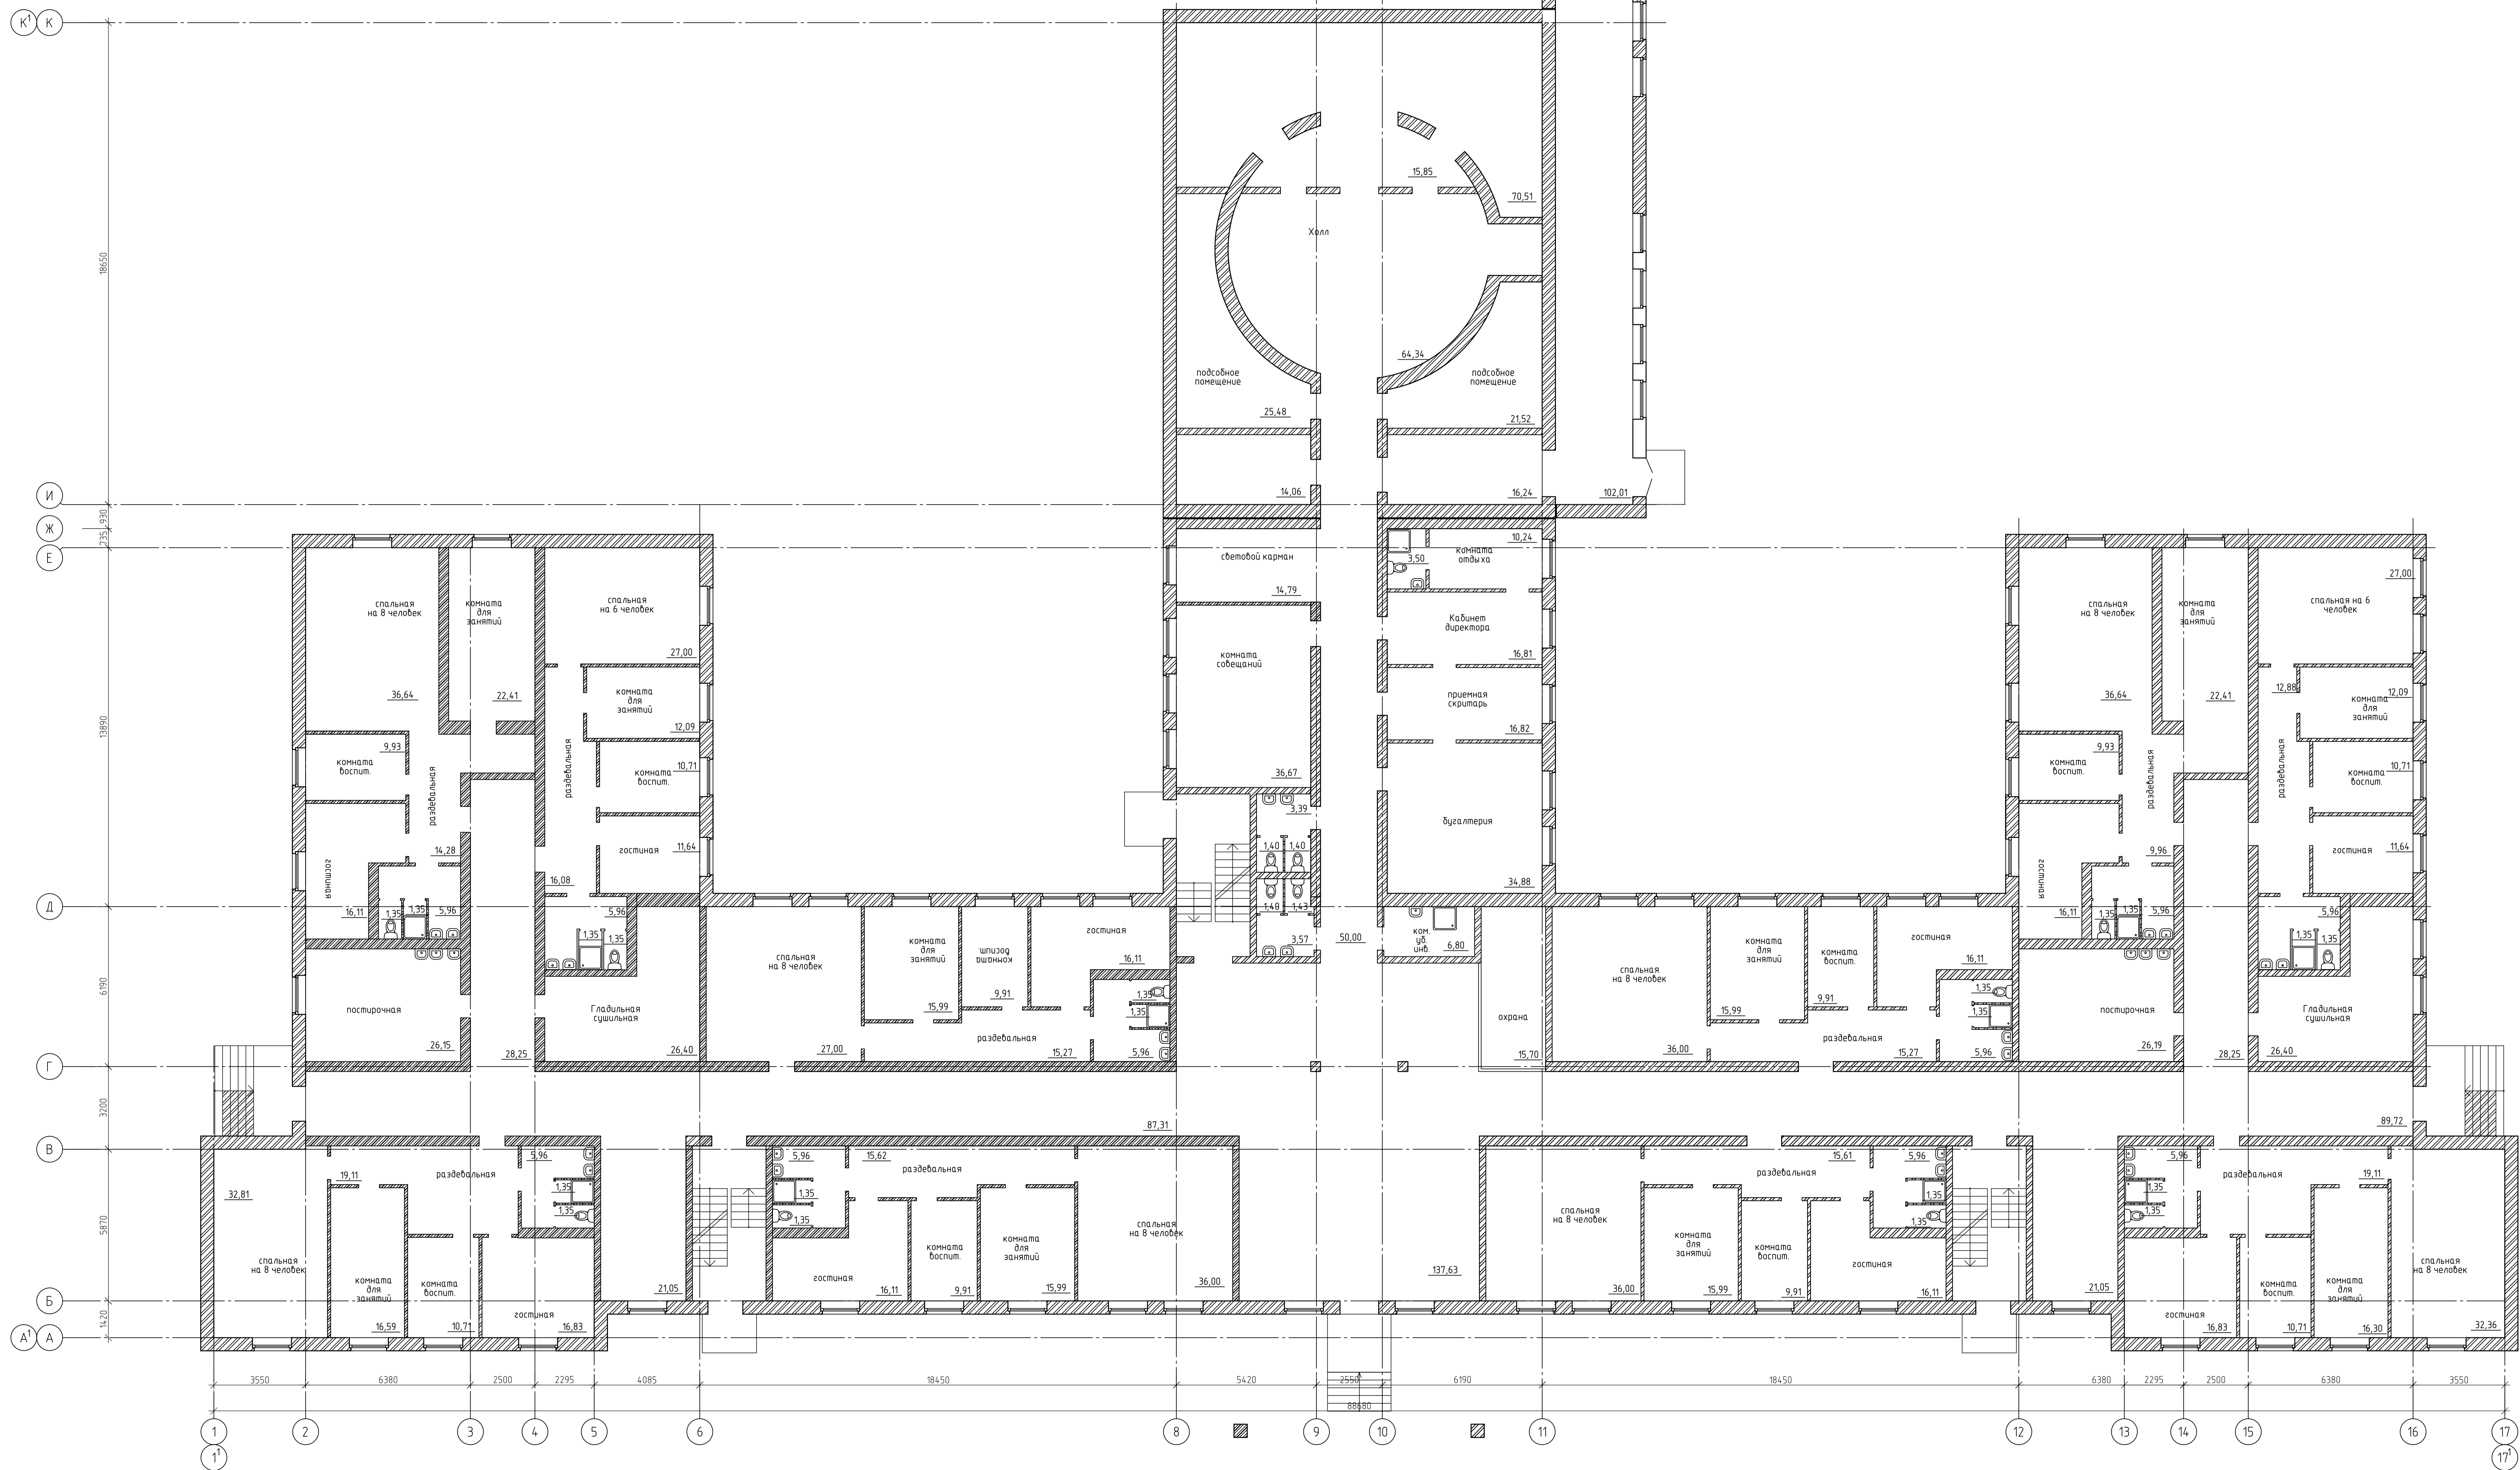 К¹ К
15,85
70,51
Холл
18650
64,34
подсобное
помещение
подсобное
помещение
25,48
21,52
14,06
16,24
102,01
И
930
Ж
735
Е
световой карман
14,79
10,24
комната
отдыха
3,50
Кабинет
директора
16,81
комната
совещаний
приемная
скритарь
16,82
36,67
бугалтерия
34,88
3,39
1,40
1,40
1,40
1,43
3,57
50,00
ком.
уб.
инв.
6,80
охрана
15,70
спальная
на 8 человек
36,64
комната
для
занятий
22,41
спальная
на 6 человек
27,00
комната
для
занятий
12,09
13890
9,93
комната
воспит.
раздевальная
раздевальная
10,71
комната
воспит.
гостиная
14,28
гостиная
11,64
16,08
16,11
1,35
1,35
5,96
5,96
1,35
1,35
Д
6190
постирочная
26,15
28,25
Гладильная
сушильная
26,40
спальная
на 8 человек
27,00
комната
для
занятий
15,99
комната
воспит.
9,91
гостиная
16,11
1,35
1,35
раздевальная
15,27
5,96
спальная
на 8 человек
36,00
комната
для
занятий
15,99
комната
воспит.
9,91
гостиная
16,11
1,35
1,35
раздевальная
15,27
5,96
спальная
на 8 человек
36,64
комната
для
занятий
22,41
27,00
спальная на 6
человек
12,88
12,09
комната
для
занятий
9,93
комната
воспит.
раздевальная
раздевальная
10,71
комната
воспит.
гостиная
9,96
гостиная
11,64
16,11
1,35
1,35
5,96
5,96
1,35
1,35
постирочная
26,19
28,25
Гладильная
сушильная
26,40
Г
3200
87,31
89,72
В
5870
32,81
19,11
раздевальная
5,96
1,35
1,35
спальная
на 8 человек
комната
для
занятий
16,59
комната
воспит.
10,71
гостиная
16,83
21,05
5,96
15,62
раздевальная
1,35
1,35
гостиная
16,11
комната
воспит.
9,91
комната
для
занятий
15,99
спальная
на 8 человек
36,00
137,63
спальная
на 8 человек
36,00
комната
для
занятий
15,99
раздевальная
15,61
5,96
1,35
1,35
комната
воспит.
9,91
гостиная
16,11
21,05
5,96
раздевальная
19,11
1,35
1,35
гостиная
16,83
комната
воспит.
10,71
комната
для
занятий
16,30
спальная
на 8 человек
32,36
Б
1420
А¹ А
3550 6380 2500 2295 4085 18450 5420 2550 6190 18450 6380 2295 2500 6380 3550
88680
1 2 3 4 5 6 8 9 10 11 12 13 14 15 16 17
1¹ 17¹